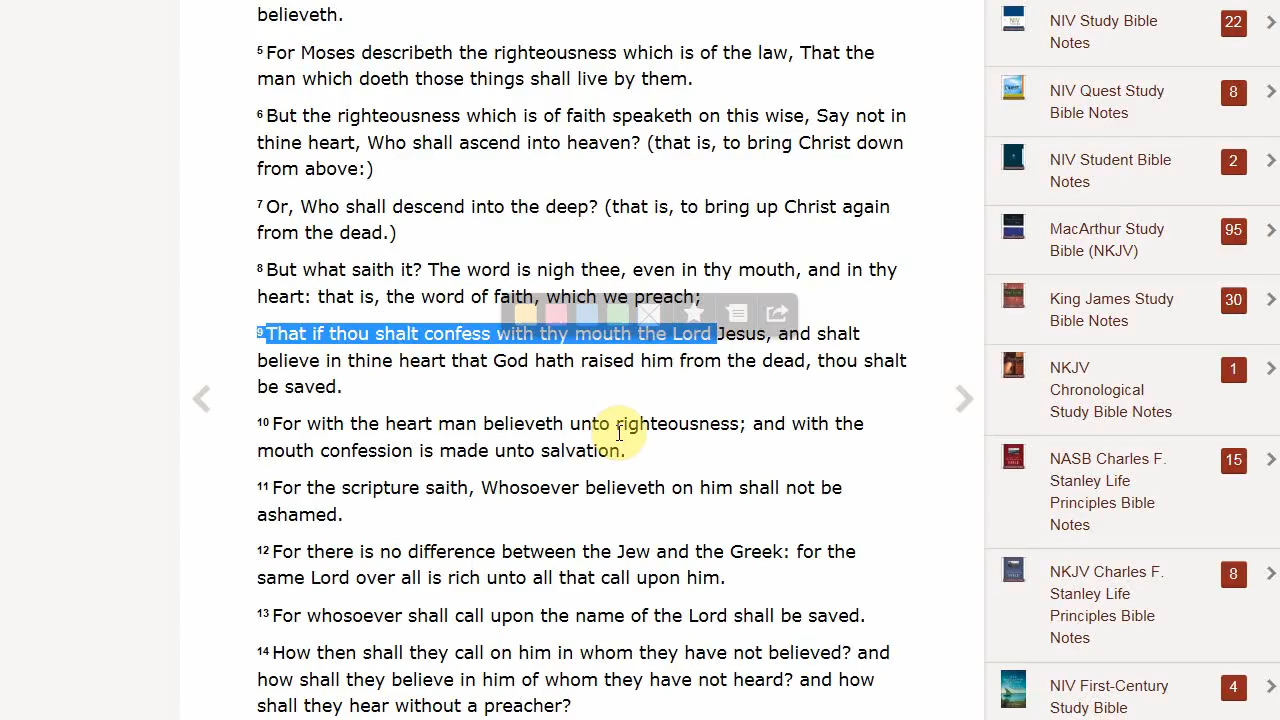 believeth.
5 For Moses describeth the righteousness which is of the law, That the
man which doeth those things shall live by them.
6 But the righteousness which is of faith speaketh on this wise, Say not in
thine heart, Who shall ascend into heaven? (that is, to bring Christ down
from above:)
7 Or, Who shall descend into the deep? (that is, to bring up Christ again
from the dead.)
8 But what saith it? The word is nigh thee, even in thy mouth, and in thy
heart: that is, the word of faith, which we preach;
9 That if thou shalt confess with thy mouth the Lord Jesus, and shalt
believe in thine heart that God hath raised him from the dead, thou shalt
be saved.
10 For with the heart man believeth unto righteousness; and with the
mouth confession is made unto salvation.
11 For the scripture saith, Whosoever believeth on him shall not be
ashamed.
12 For there is no difference between the Jew and the Greek: for the
same Lord over all is rich unto all that call upon him.
13 For whosoever shall call upon the name of the Lord shall be saved.
14 How then shall they call on him in whom they have not believed? and
how shall they believe in him of whom they have not heard? and how
shall they hear without a preacher?
NIV Study Bible
Notes
22
NIV Quest Study
Bible Notes
8
NIV Student Bible
Notes
2
MacArthur Study
Bible (NKJV)
95
King James Study
Bible Notes
30
NKJV
Chronological
Study Bible Notes
1
NASB Charles F.
Stanley Life
Principles Bible
Notes
15
NKJV Charles F.
Stanley Life
Principles Bible
Notes
8
NIV First-Century
Study Bible
4